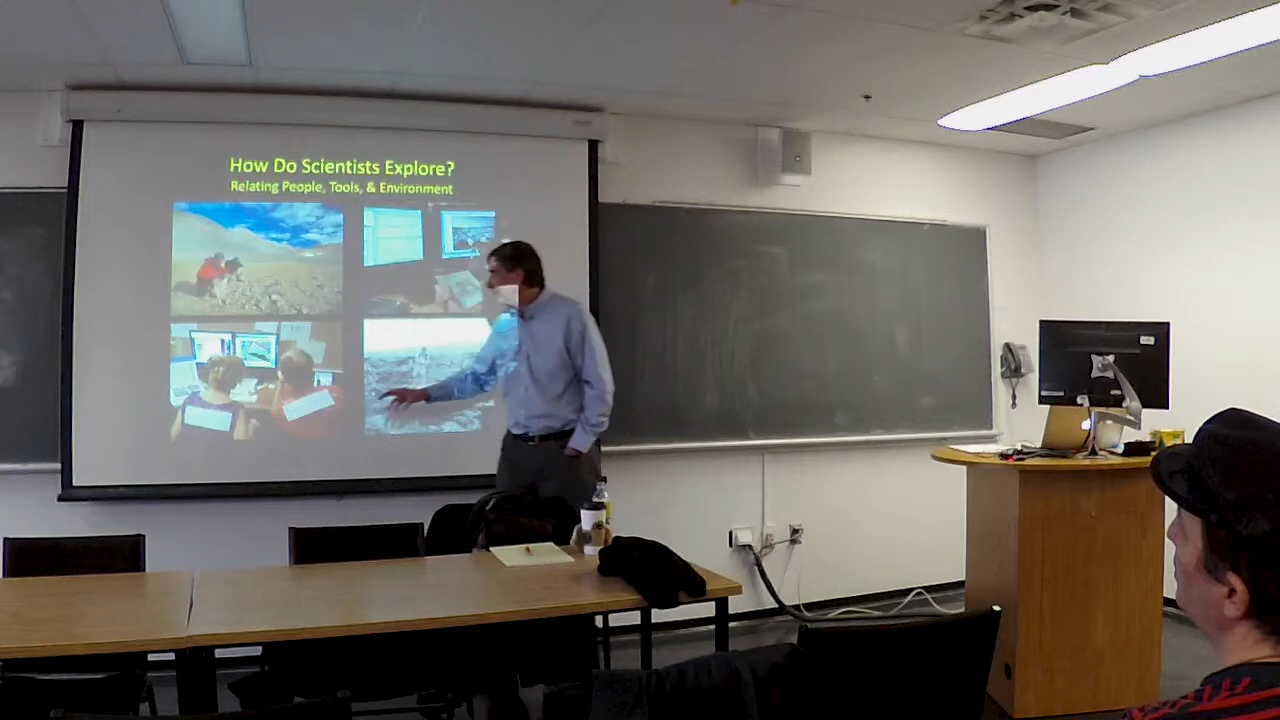 How Do Scientists Explore?
Relating People, Tools, & Environment